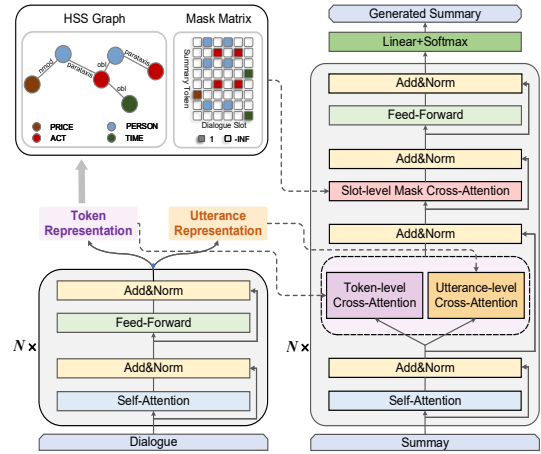 HSS Graph
nmod
parataxis
obj
obl
parataxis
PRICE
PERSON
ACT
TIME
Mask Matrix
Summary Token
Dialogue Slot
1
-INF
Token
Representation
Utterance
Representation
Add&Norm
Feed-Forward
N×
Add&Norm
Self-Attention
Dialogue
Generated Summary
Linear+Softmax
Add&Norm
Feed-Forward
Add&Norm
Slot-level Mask Cross-Attention
Add&Norm
Token-level
Cross-Attention
Utterance-level
Cross-Attention
N×
Add&Norm
Self-Attention
Summay